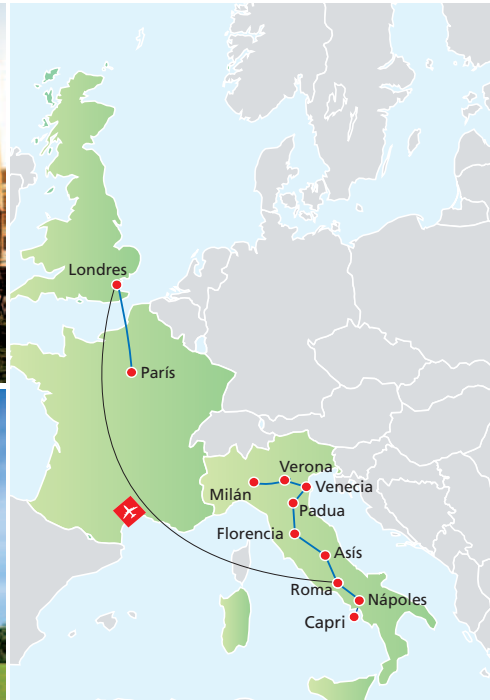 Londres
París
Verona
Venecia
Milán
Padua
Florencia
Asís
Roma
Nápoles
Capri